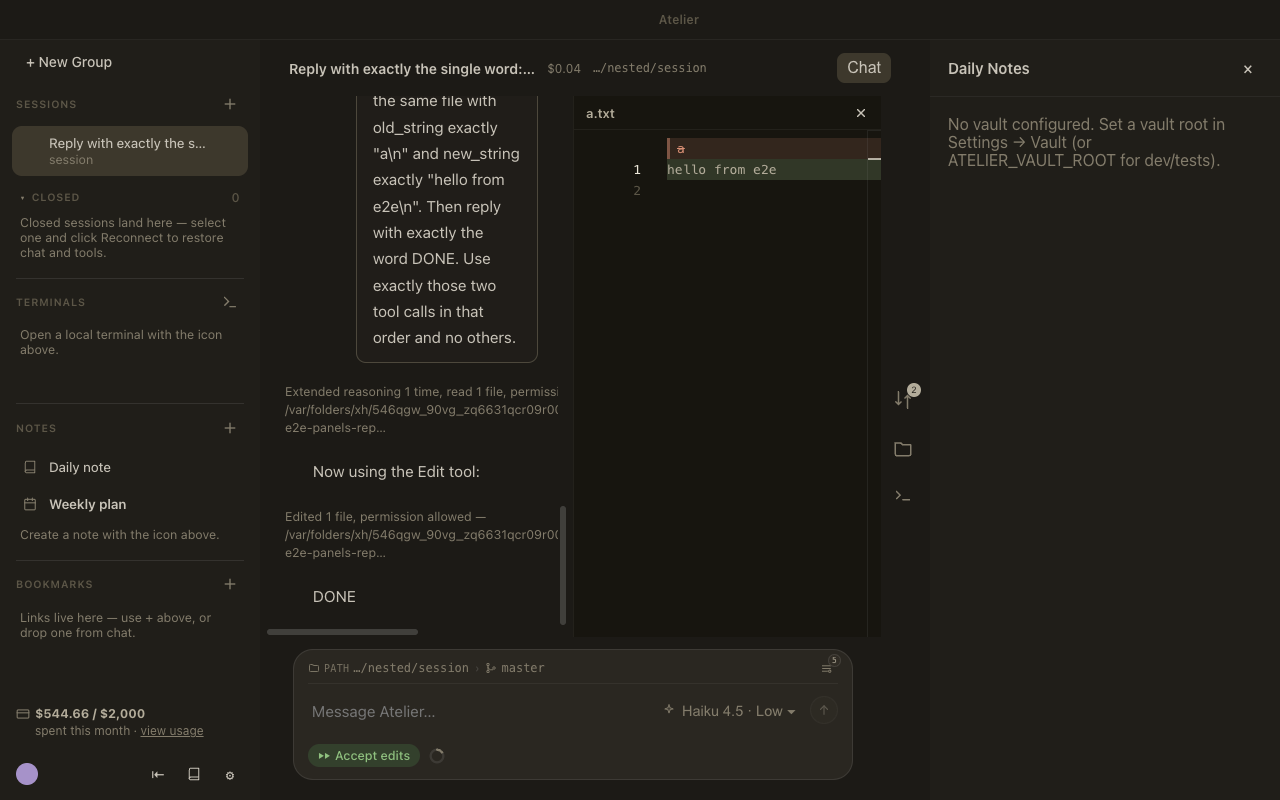 Atelier
+ New Group
SESSIONS
Reply with exactly the s...
session
CLOSED
0
Closed sessions land here — select
one and click Reconnect to restore
chat and tools.
TERMINALS
Open a local terminal with the icon
above.
NOTES
Daily note
Weekly plan
Create a note with the icon above.
BOOKMARKS
Links live here — use + above, or
drop one from chat.
$544.66 / $2,000
spent this month · view usage
Reply with exactly the single word:... $0.04 …/nested/session
Chat
the same file with
old_string exactly
"a\n" and new_string
exactly "hello from
e2e\n". Then reply
with exactly the
word DONE. Use
exactly those two
tool calls in that
order and no others.
Extended reasoning 1 time, read 1 file, permissi
/var/folders/xh/546qgw_90vg_zq6631qcr09r00
e2e-panels-rep...
Now using the Edit tool:
Edited 1 file, permission allowed —
/var/folders/xh/546qgw_90vg_zq6631qcr09r00
e2e-panels-rep...
DONE
a.txt
a
1 hello from e2e
2
2
PATH …/nested/session › master
5
Message Atelier...
Haiku 4.5 · Low
Accept edits
Daily Notes
No vault configured. Set a vault root in
Settings → Vault (or
ATELIER_VAULT_ROOT for dev/tests).